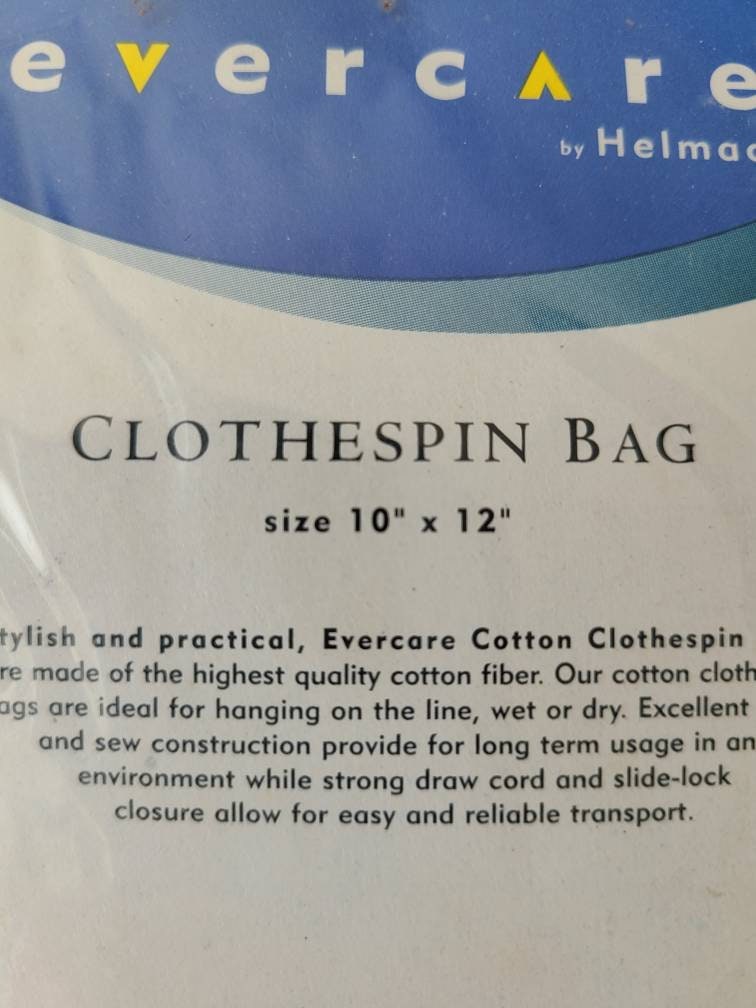 evercare
by Helmac
CLOTHESPIN BAG
size 10" x 12"
tylish and practical, Evercare Cotton Clothespin
re made of the highest quality cotton fiber. Our cotton cloth
ags are ideal for hanging on the line, wet or dry. Excellent
and sew construction provide for long term usage in an
environment while strong draw cord and slide-lock
closure allow for easy and reliable transport.